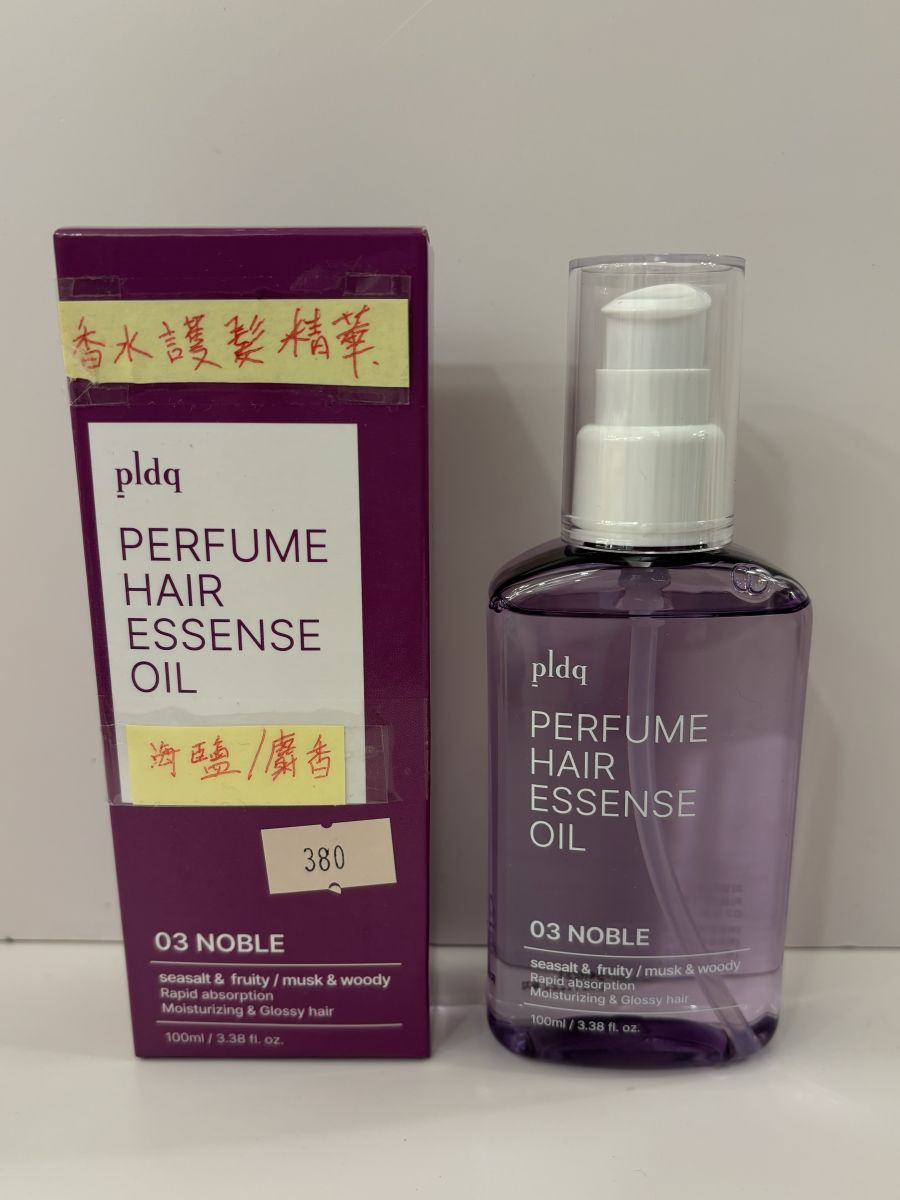 香水護髮精華
pldq
PERFUME
HAIR
ESSENSE
OIL
海鹽/麝香
380
03 NOBLE
seasalt & fruity / musk & woody
Rapid absorption
Moisturizing & Glossy hair
100ml / 3.38 fl. oz.
pldq
PERFUME
HAIR
ESSENSE
OIL
03 NOBLE
seasalt & fruity / musk & woody
Rapid absorption
Moisturizing & Glossy hair
100ml / 3.38 fl. oz.